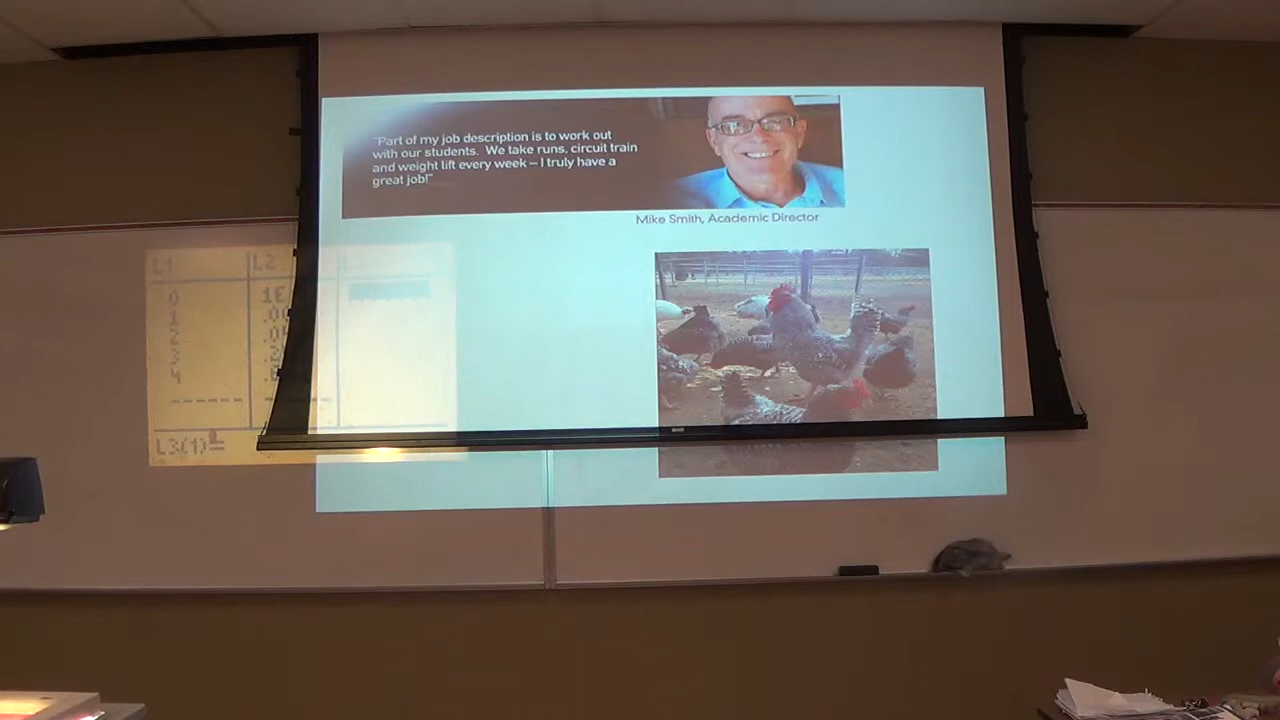 "Part of my job description is to work out
with our students. We take runs, circuit train
and weight lift every week – I truly have a
great job!"
Mike Smith, Academic Director
L1 L2
0 1E
1
2
3
4
L3(1)=